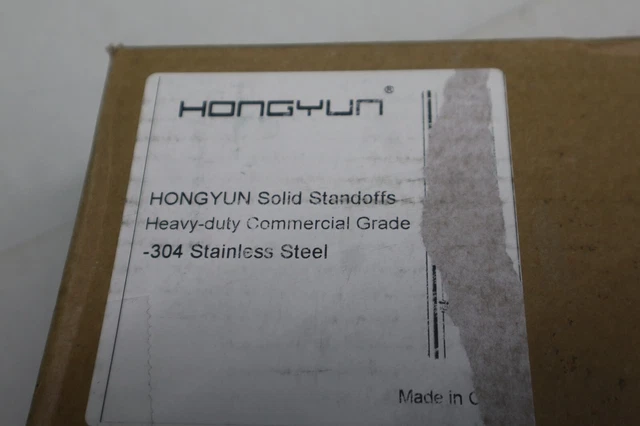 HONGYUN®
HONGYUN Solid Standoffs
Heavy-duty Commercial Grade
-304 Stainless Steel
Made in C